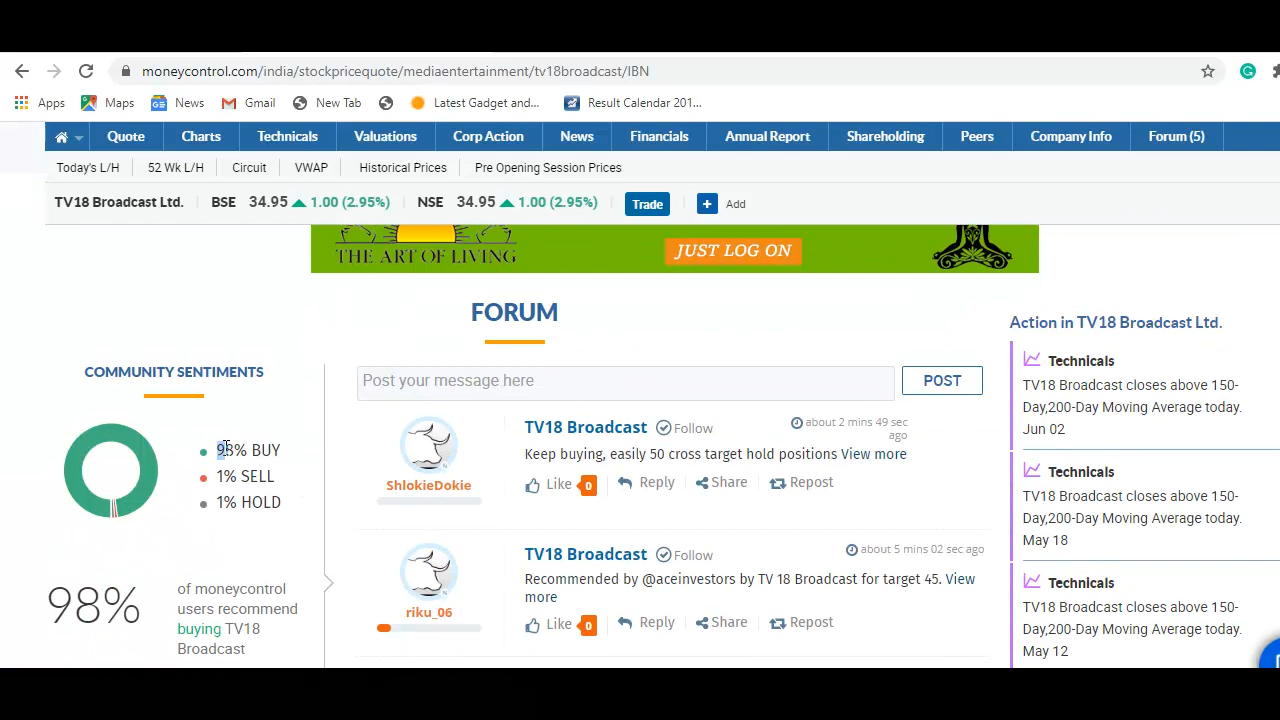 moneycontrol.com/india/stockpricequote/mediaentertainment/tv18broadcast/IBN
Apps Maps News Gmail New Tab Latest Gadget and... Result Calendar 201...
Quote Charts Technicals Valuations Corp Action News Financials Annual Report Shareholding Peers Company Info Forum (5)
Today's L/H 52 Wk L/H Circuit VWAP Historical Prices Pre Opening Session Prices
TV18 Broadcast Ltd. BSE 34.95 1.00 (2.95%) NSE 34.95 1.00 (2.95%) Trade + Add
THE ART OF LIVING JUST LOG ON
FORUM
COMMUNITY SENTIMENTS
98% BUY
1% SELL
1% HOLD
98%
of moneycontrol
users recommend
buying TV18
Broadcast
Post your message here POST
ShlokieDokie
TV18 Broadcast Follow about 2 mins 49 sec
ago
Keep buying, easily 50 cross target hold positions View more
Like 0 Reply Share Repost
riku_06
TV18 Broadcast Follow about 5 mins 02 sec ago
Recommended by @aceinvestors by TV 18 Broadcast for target 45. View
more
Like 0 Reply Share Repost
Action in TV18 Broadcast Ltd.
Technicals
TV18 Broadcast closes above 150-
Day,200-Day Moving Average today.
Jun 02
Technicals
TV18 Broadcast closes above 150-
Day,200-Day Moving Average today.
May 18
Technicals
TV18 Broadcast closes above 150-
Day,200-Day Moving Average today.
May 12